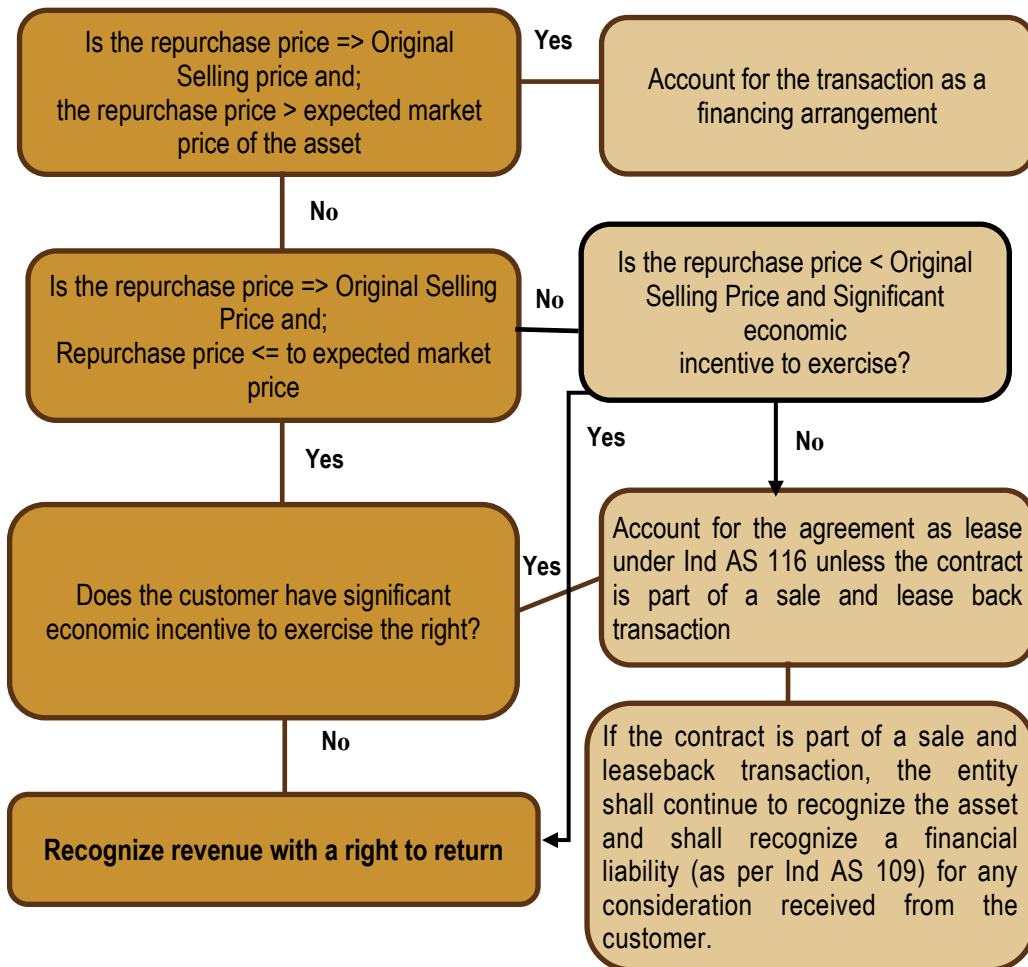 Is the repurchase price => Original
Selling price and;
the repurchase price > expected market
price of the asset
Yes
Account for the transaction as a
financing arrangement
No
Is the repurchase price => Original Selling
Price and;
Repurchase price <= to expected market
price
No
Is the repurchase price < Original
Selling Price and Significant
economic
incentive to exercise?
Yes
Yes
No
Does the customer have significant
economic incentive to exercise the right?
Yes
Account for the agreement as lease
under Ind AS 116 unless the contract
is part of a sale and lease back
transaction
No
Recognize revenue with a right to return
If the contract is part of a sale and
leaseback transaction, the entity
shall continue to recognize the asset
and shall recognize a financial
liability (as per Ind AS 109) for any
consideration received from the
customer.